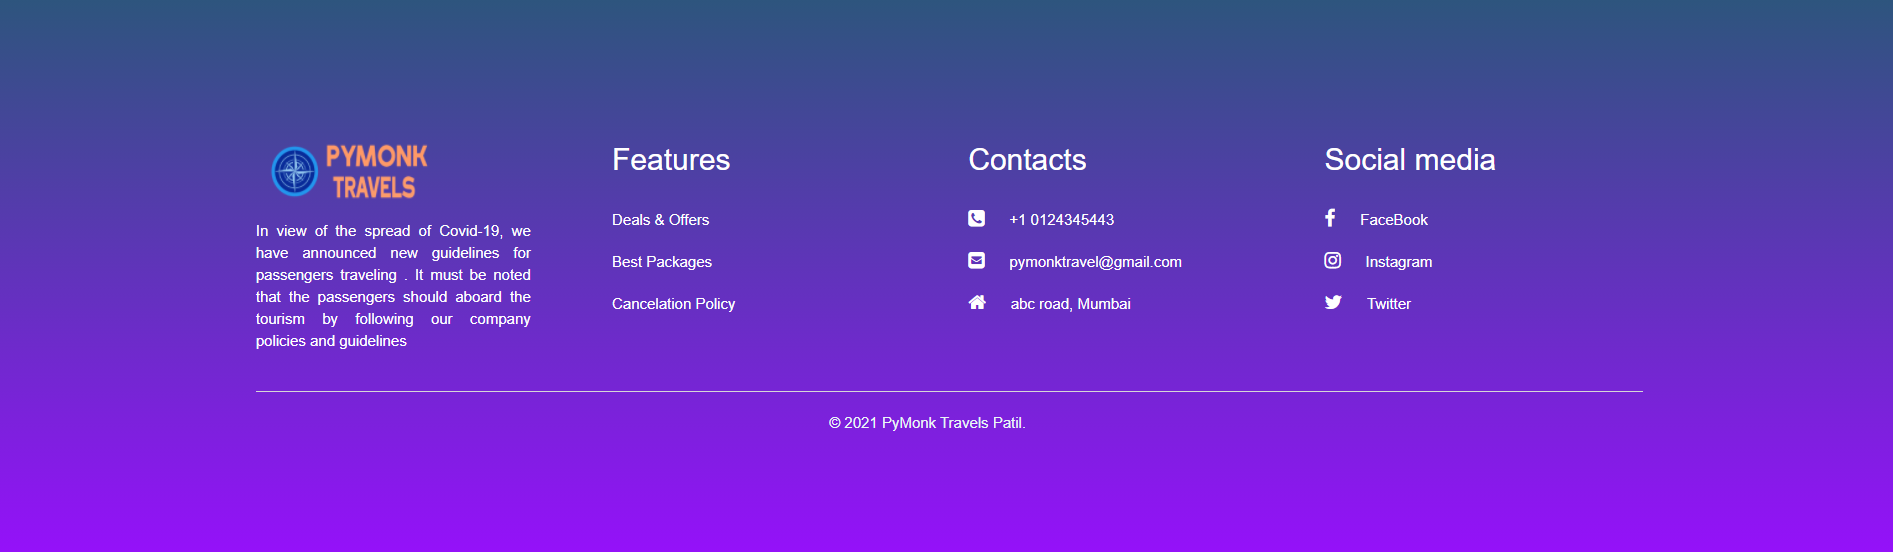 PYMONK
TRAVELS
In view of the spread of Covid-19, we
have announced new guidelines for
passengers traveling . It must be noted
that the passengers should aboard the
tourism by following our company
policies and guidelines
Features
Deals & Offers
Best Packages
Cancelation Policy
Contacts
+1 0124345443
pymonktravel@gmail.com
abc road, Mumbai
Social media
FaceBook
Instagram
Twitter
© 2021 PyMonk Travels Patil.